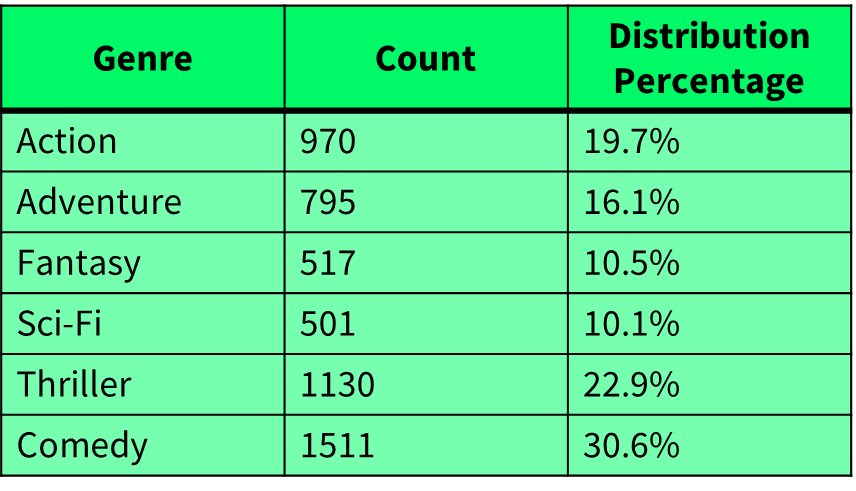 Genre Count Distribution Percentage
Action 970 19.7%
Adventure 795 16.1%
Fantasy 517 10.5%
Sci-Fi 501 10.1%
Thriller 1130 22.9%
Comedy 1511 30.6%